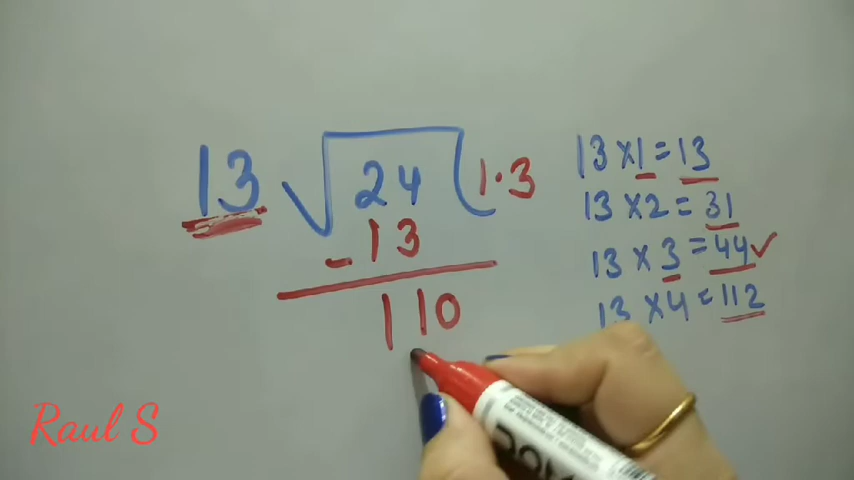 13 √ 24 ( 1.3
- 13
110
13 × 1 = 13
13 × 2 = 31
13 × 3 = 44 ✓
13 × 4 = 112
Raul S